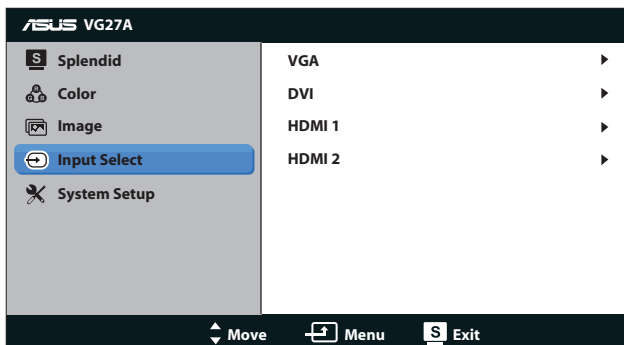 ASUS VG27A
S Splendid
Color
Image
Input Select
System Setup
VGA
DVI
HDMI 1
HDMI 2
Move Menu S Exit